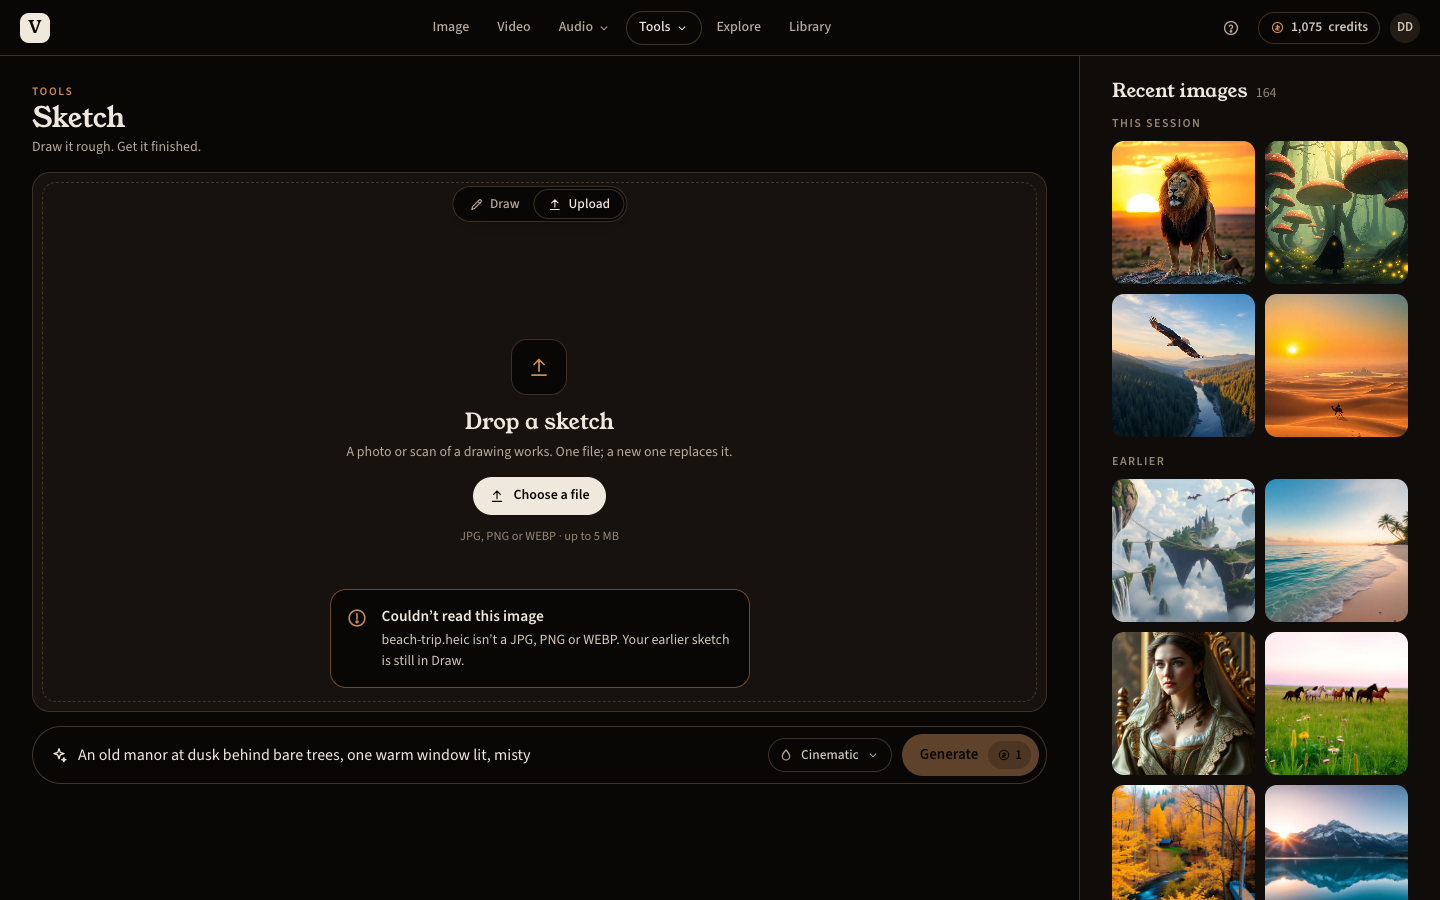 V
Image
Video
Audio
Tools
Explore
Library
1,075 credits
DD
TOOLS
Sketch
Draw it rough. Get it finished.
Draw
Upload
Drop a sketch
A photo or scan of a drawing works. One file; a new one replaces it.
Choose a file
JPG, PNG or WEBP · up to 5 MB
Couldn’t read this image
beach-trip.heic isn’t a JPG, PNG or WEBP. Your earlier sketch
is still in Draw.
An old manor at dusk behind bare trees, one warm window lit, misty
Cinematic
Generate
1
Recent images 164
THIS SESSION
EARLIER